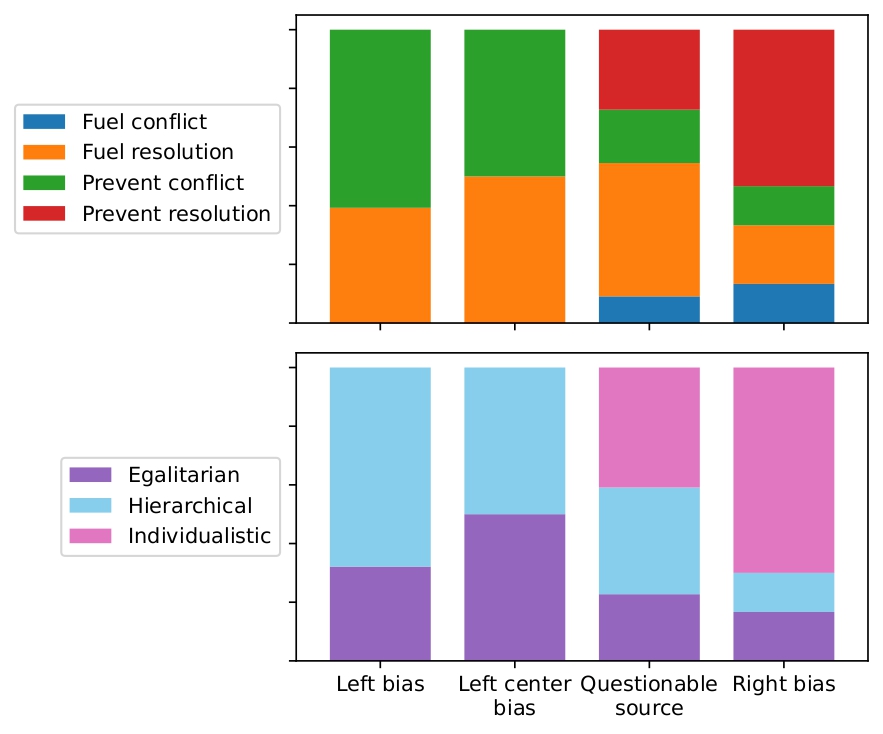 Fuel conflict
Fuel resolution
Prevent conflict
Prevent resolution
Egalitarian
Hierarchical
Individualistic
Left bias
Left center
bias
Questionable
source
Right bias